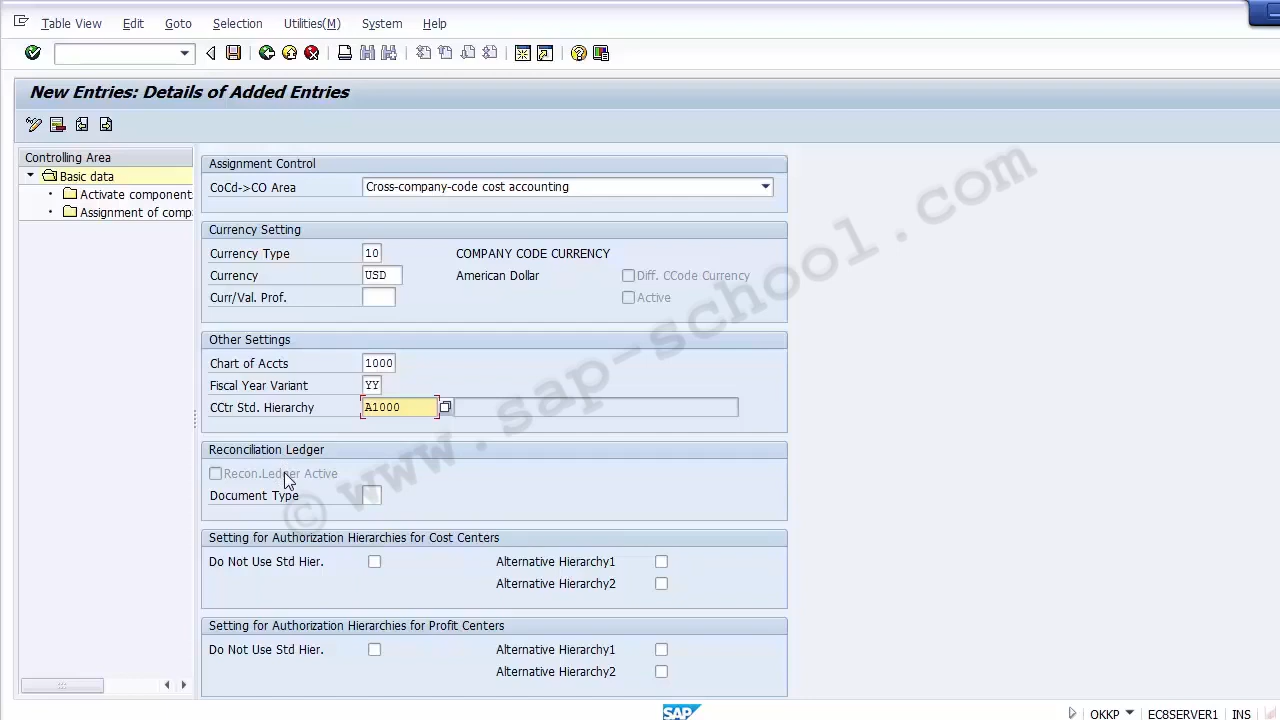 Table View Edit Goto Selection Utilities(M) System Help
New Entries: Details of Added Entries
Controlling Area
Basic data
Activate component
Assignment of comp
Assignment Control
CoCd->CO Area Cross-company-code cost accounting
Currency Setting
Currency Type 10 COMPANY CODE CURRENCY
Currency USD American Dollar Diff. CCode Currency
Curr/Val. Prof. Active
Other Settings
Chart of Accts 1000
Fiscal Year Variant YY
CCtr Std. Hierarchy A1000
Reconciliation Ledger
Recon.Ledger Active
Document Type
Setting for Authorization Hierarchies for Cost Centers
Do Not Use Std Hier. Alternative Hierarchy1
Alternative Hierarchy2
Setting for Authorization Hierarchies for Profit Centers
Do Not Use Std Hier. Alternative Hierarchy1
Alternative Hierarchy2
© www.sap-school.com
SAP OKKP EC8SERVER1 INS